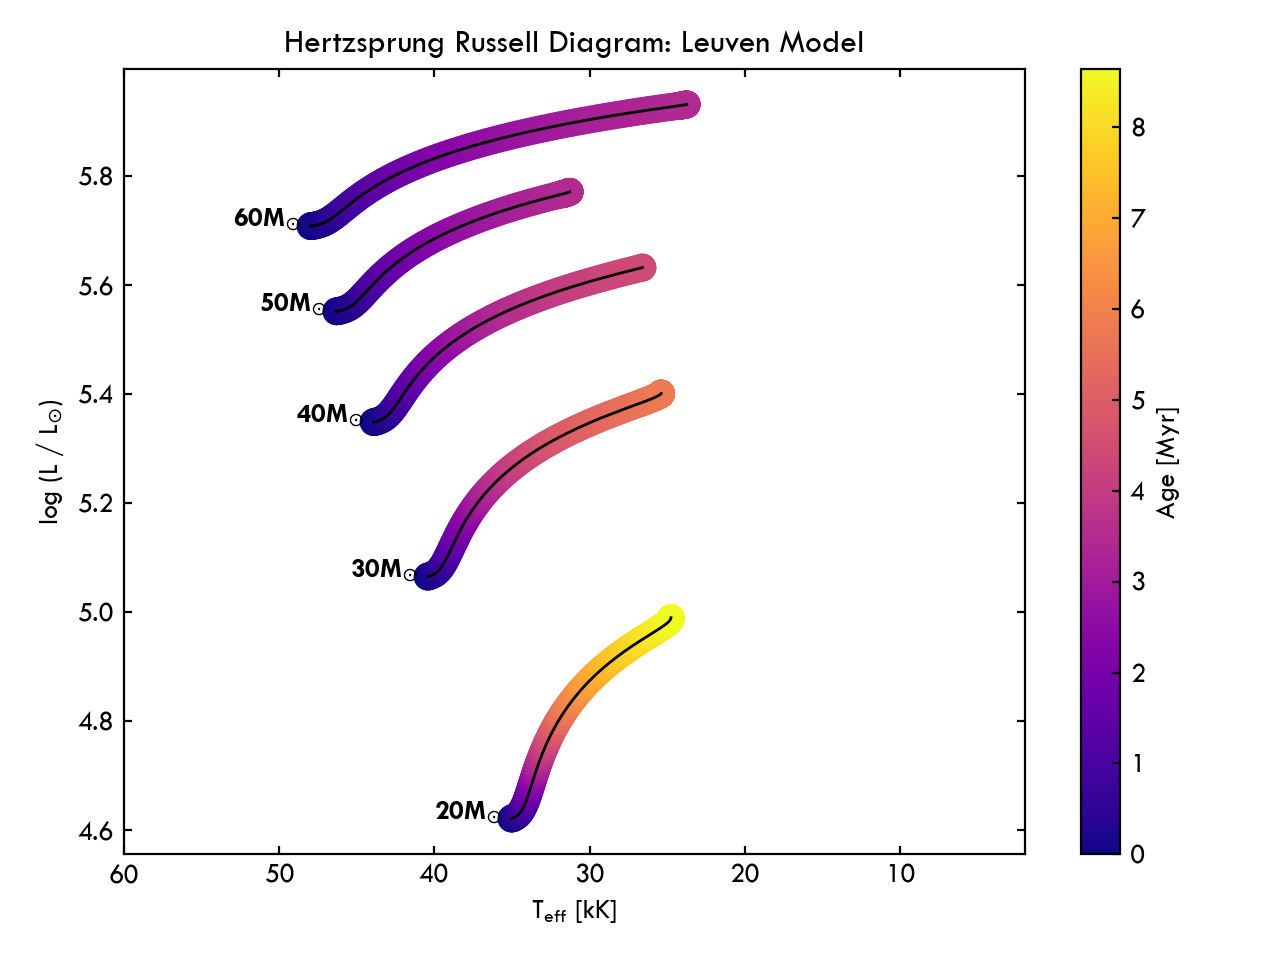 Hertzsprung Russell Diagram: Leuven Model
log (L / L☉)
5.8
5.6
5.4
5.2
5.0
4.8
4.6
60M☉
50M☉
40M☉
30M☉
20M☉
60
50
40
30
20
10
T_eff [kK]
8
7
6
5
4
3
2
1
0
Age [Myr]